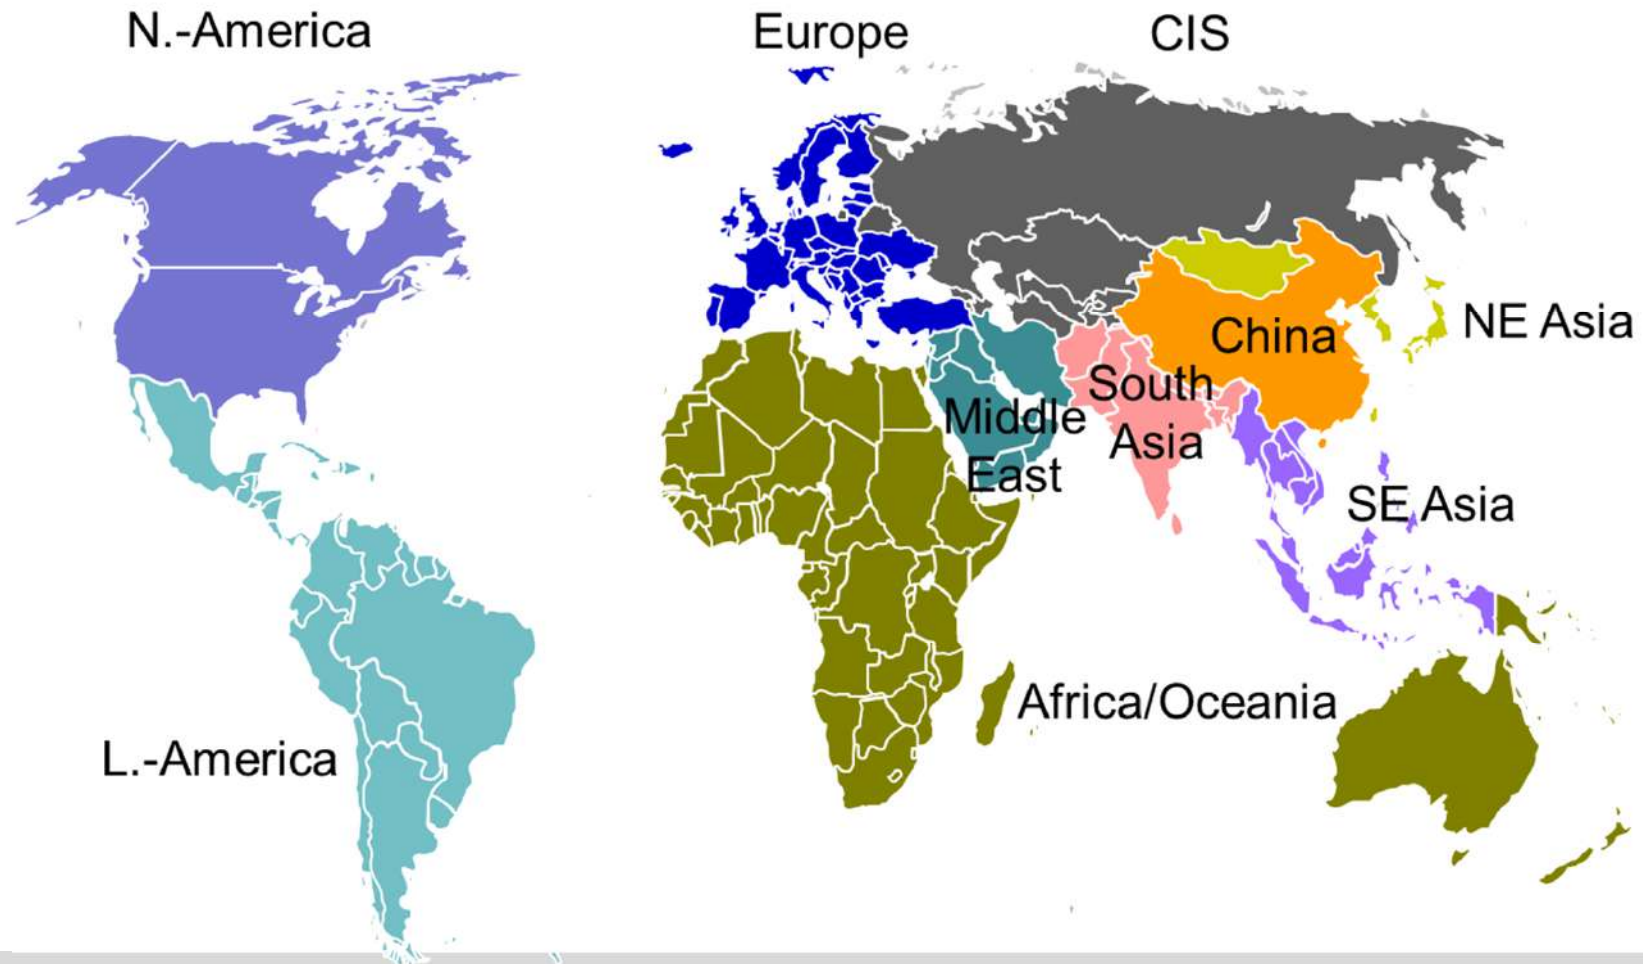 N.-America
Europe
CIS
NE Asia
China
South
Asia
Middle
East
SE Asia
Africa/Oceania
L.-America